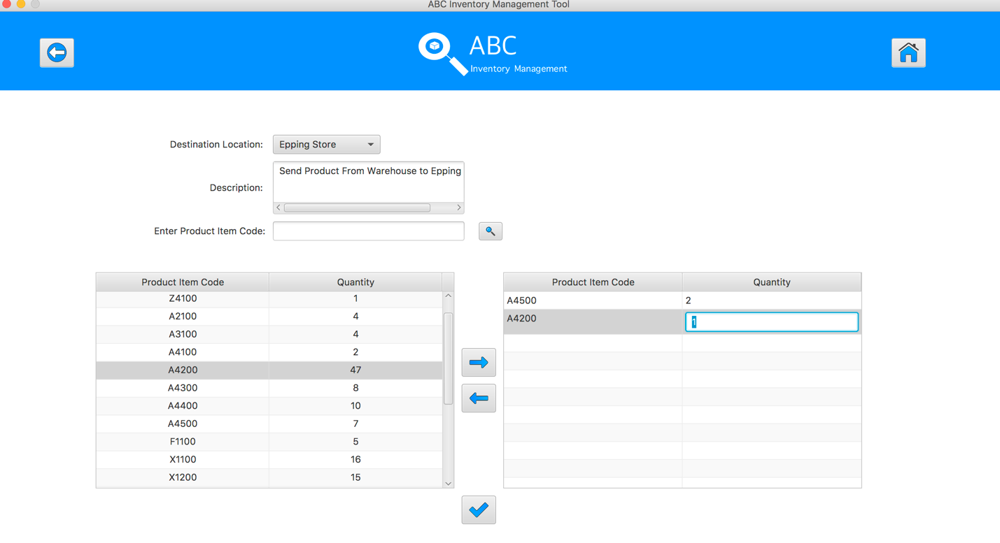 ABC Inventory Management Tool
ABC
Inventory Management
Destination Location: Epping Store
Description: Send Product From Warehouse to Epping
Enter Product Item Code:
Product Item Code Quantity
Z4100 1
A2100 4
A3100 4
A4100 2
A4200 47
A4300 8
A4400 10
A4500 7
F1100 5
X1100 16
X1200 15
Product Item Code Quantity
A4500 2
A4200 1